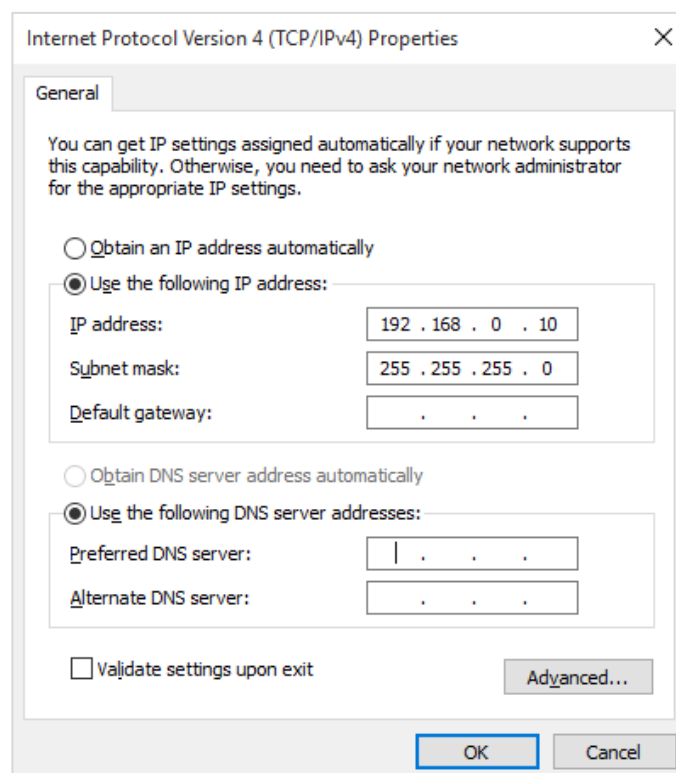 Internet Protocol Version 4 (TCP/IPv4) Properties
General
You can get IP settings assigned automatically if your network supports
this capability. Otherwise, you need to ask your network administrator
for the appropriate IP settings.
Obtain an IP address automatically
Use the following IP address:
IP address: 192 . 168 . 0 . 10
Subnet mask: 255 . 255 . 255 . 0
Default gateway: . . .
Obtain DNS server address automatically
Use the following DNS server addresses:
Preferred DNS server: . . .
Alternate DNS server: . . .
Validate settings upon exit
Advanced...
OK Cancel